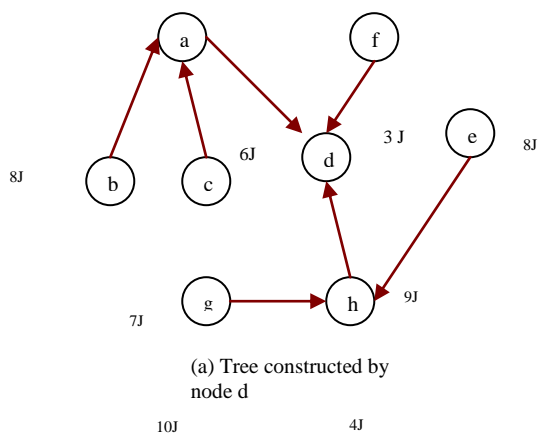 a
f
3 J
e
8J
6J
d
8J
b
c
g
h
9J
7J
(a) Tree constructed by
node d
10J
4J